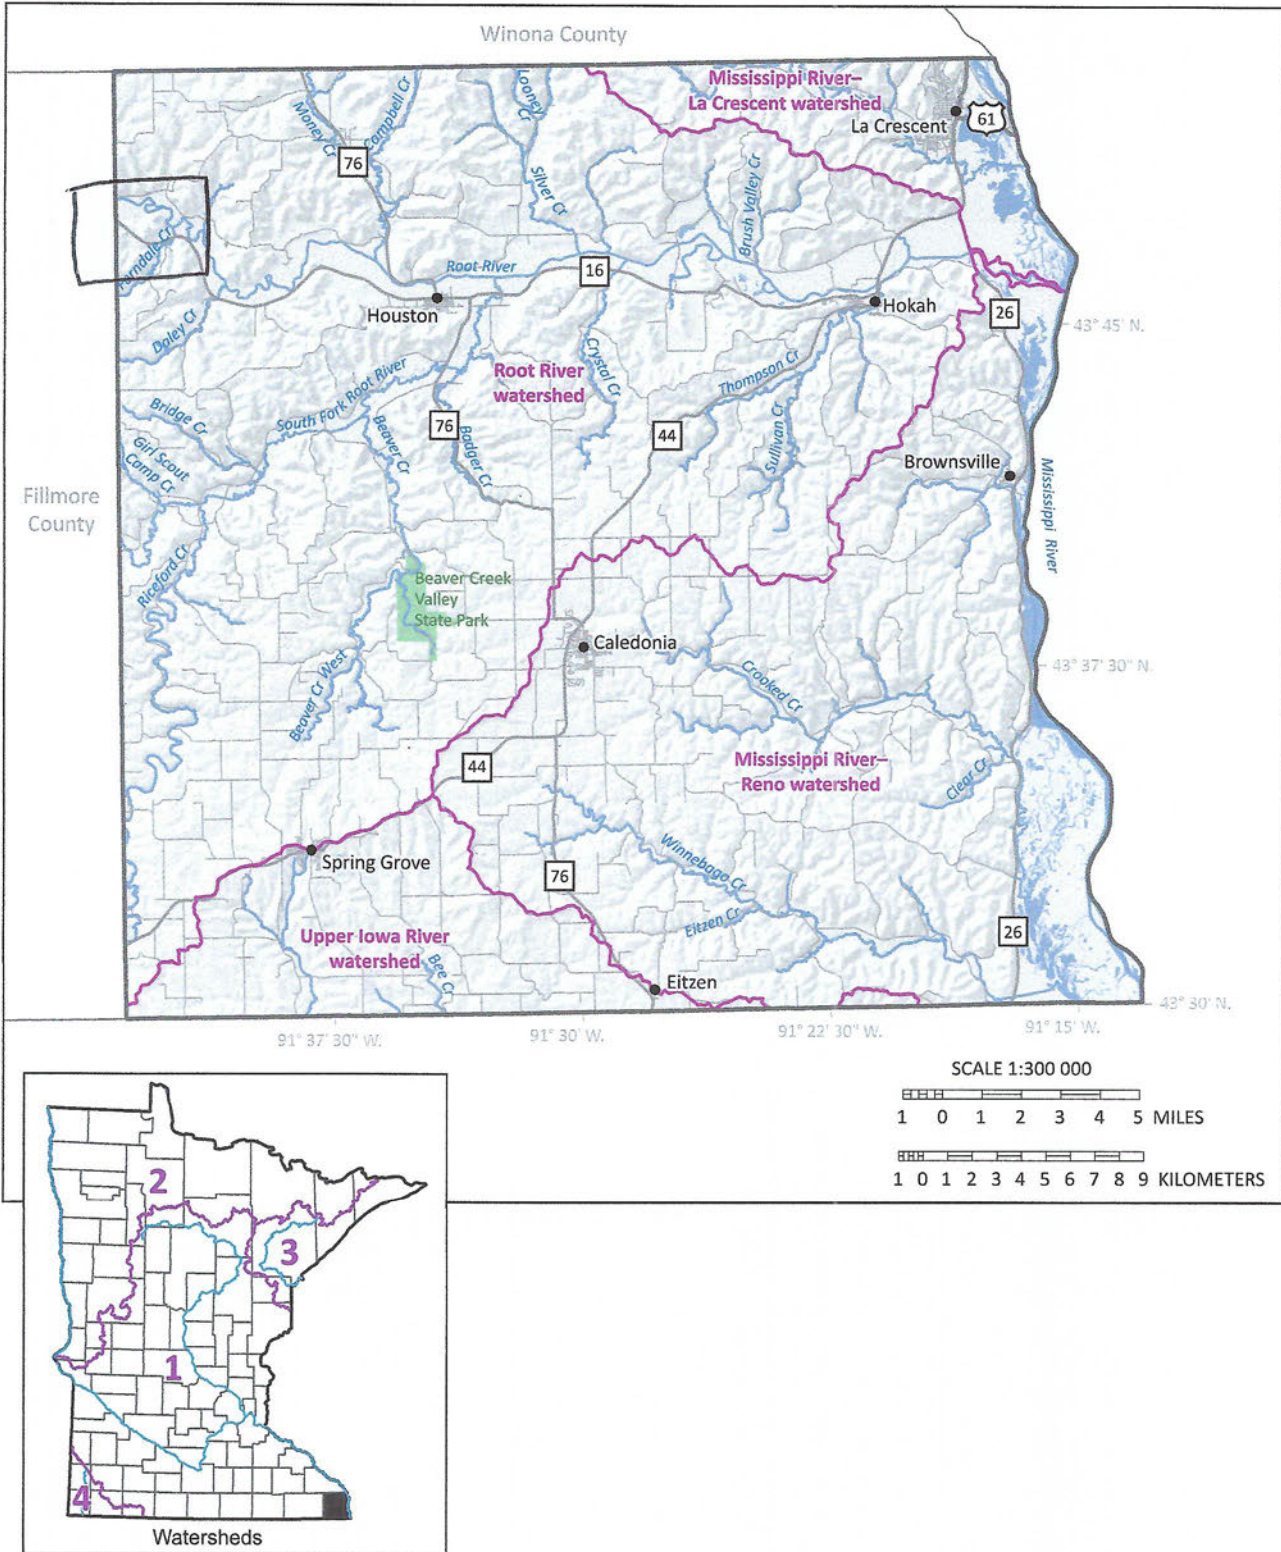 Winona County
Mississippi River–
La Crescent watershed
La Crescent
61
Money Cr
Campbell Cr
Looney
Cr
76
Silver Cr
Brush Valley Cr
Root River
16
Houston
Hokah
26
43° 45' N.
Daley Cr
Root River
watershed
Crystal Cr
Thompson Cr
South Fork Root River
Bridge Cr
Beaver Cr
76
Badger Cr
44
Sullivan Cr
Girl Scout
Camp Cr
Brownsville
Mississippi River
Fillmore
County
Riceford Cr
Beaver Creek
Valley
State Park
Caledonia
43° 37' 30" N.
Beaver Cr West
Crooked Cr
44
Mississippi River–
Reno watershed
Clear Cr
Spring Grove
Winnebago Cr
76
Eitzen Cr
26
Upper Iowa River
watershed
Bee Cr
Eitzen
43° 30' N.
91° 37' 30" W.
91° 30' W.
91° 22' 30" W.
91° 15' W.
SCALE 1:300 000
1 0 1 2 3 4 5 MILES
1 0 1 2 3 4 5 6 7 8 9 KILOMETERS
2
3
1
4
Watersheds